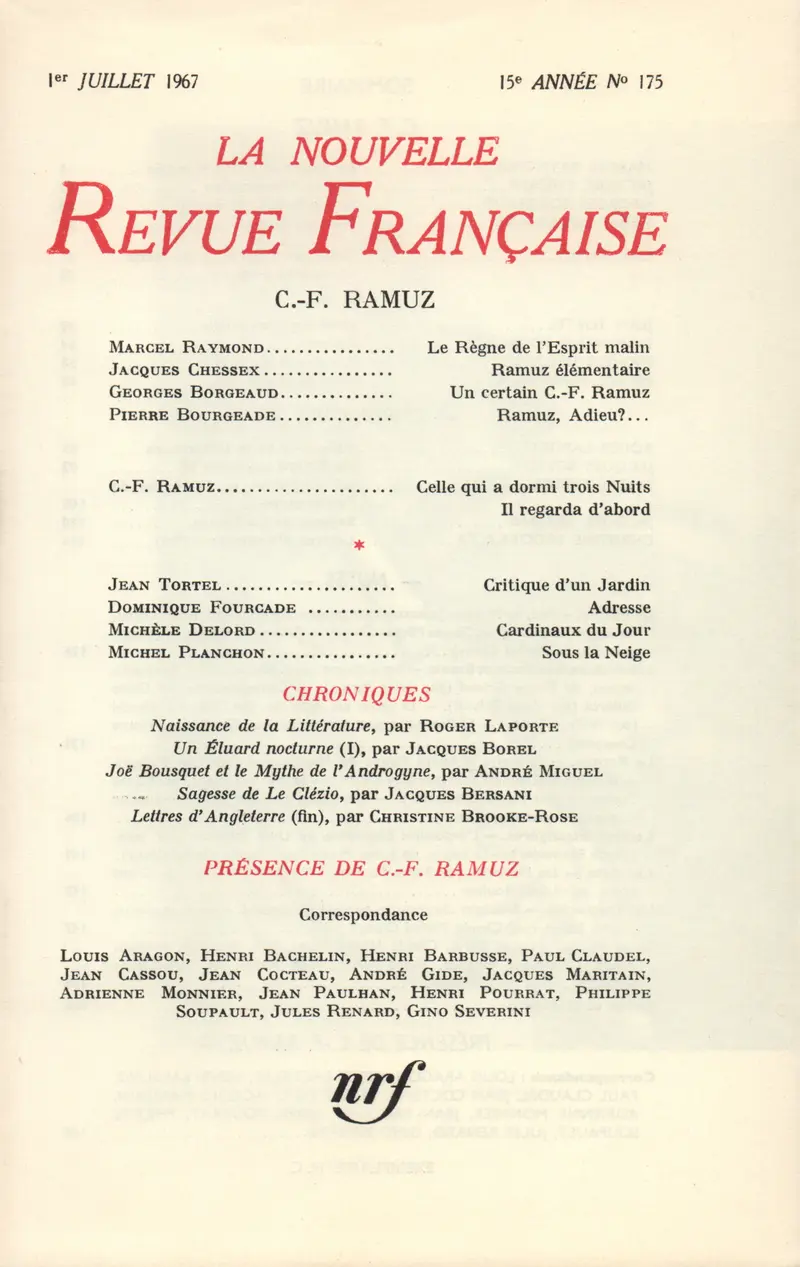 1er JUILLET 1967 15e ANNÉE No 175
LA NOUVELLE
REVUE FRANÇAISE
C.-F. RAMUZ
MARCEL RAYMOND................ Le Règne de l'Esprit malin
JACQUES CHESSEX................ Ramuz élémentaire
GEORGES BORGEAUD.............. Un certain C.-F. Ramuz
PIERRE BOURGEADE.............. Ramuz, Adieu?...
C.-F. RAMUZ...................... Celle qui a dormi trois Nuits
Il regarda d'abord
*
JEAN TORTEL..................... Critique d'un Jardin
DOMINIQUE FOURCADE ........... Adresse
MICHÈLE DELORD................. Cardinaux du Jour
MICHEL PLANCHON................ Sous la Neige
CHRONIQUES
Naissance de la Littérature, par ROGER LAPORTE
Un Éluard nocturne (I), par JACQUES BOREL
Joë Bousquet et le Mythe de l'Androgyne, par ANDRÉ MIGUEL
Sagesse de Le Clézio, par JACQUES BERSANI
Lettres d'Angleterre (fin), par CHRISTINE BROOKE-ROSE
PRÉSENCE DE C.-F. RAMUZ
Correspondance
LOUIS ARAGON, HENRI BACHELIN, HENRI BARBUSSE, PAUL CLAUDEL,
JEAN CASSOU, JEAN COCTEAU, ANDRÉ GIDE, JACQUES MARITAIN,
ADRIENNE MONNIER, JEAN PAULHAN, HENRI POURRAT, PHILIPPE
SOUPAULT, JULES RENARD, GINO SEVERINI
nrf